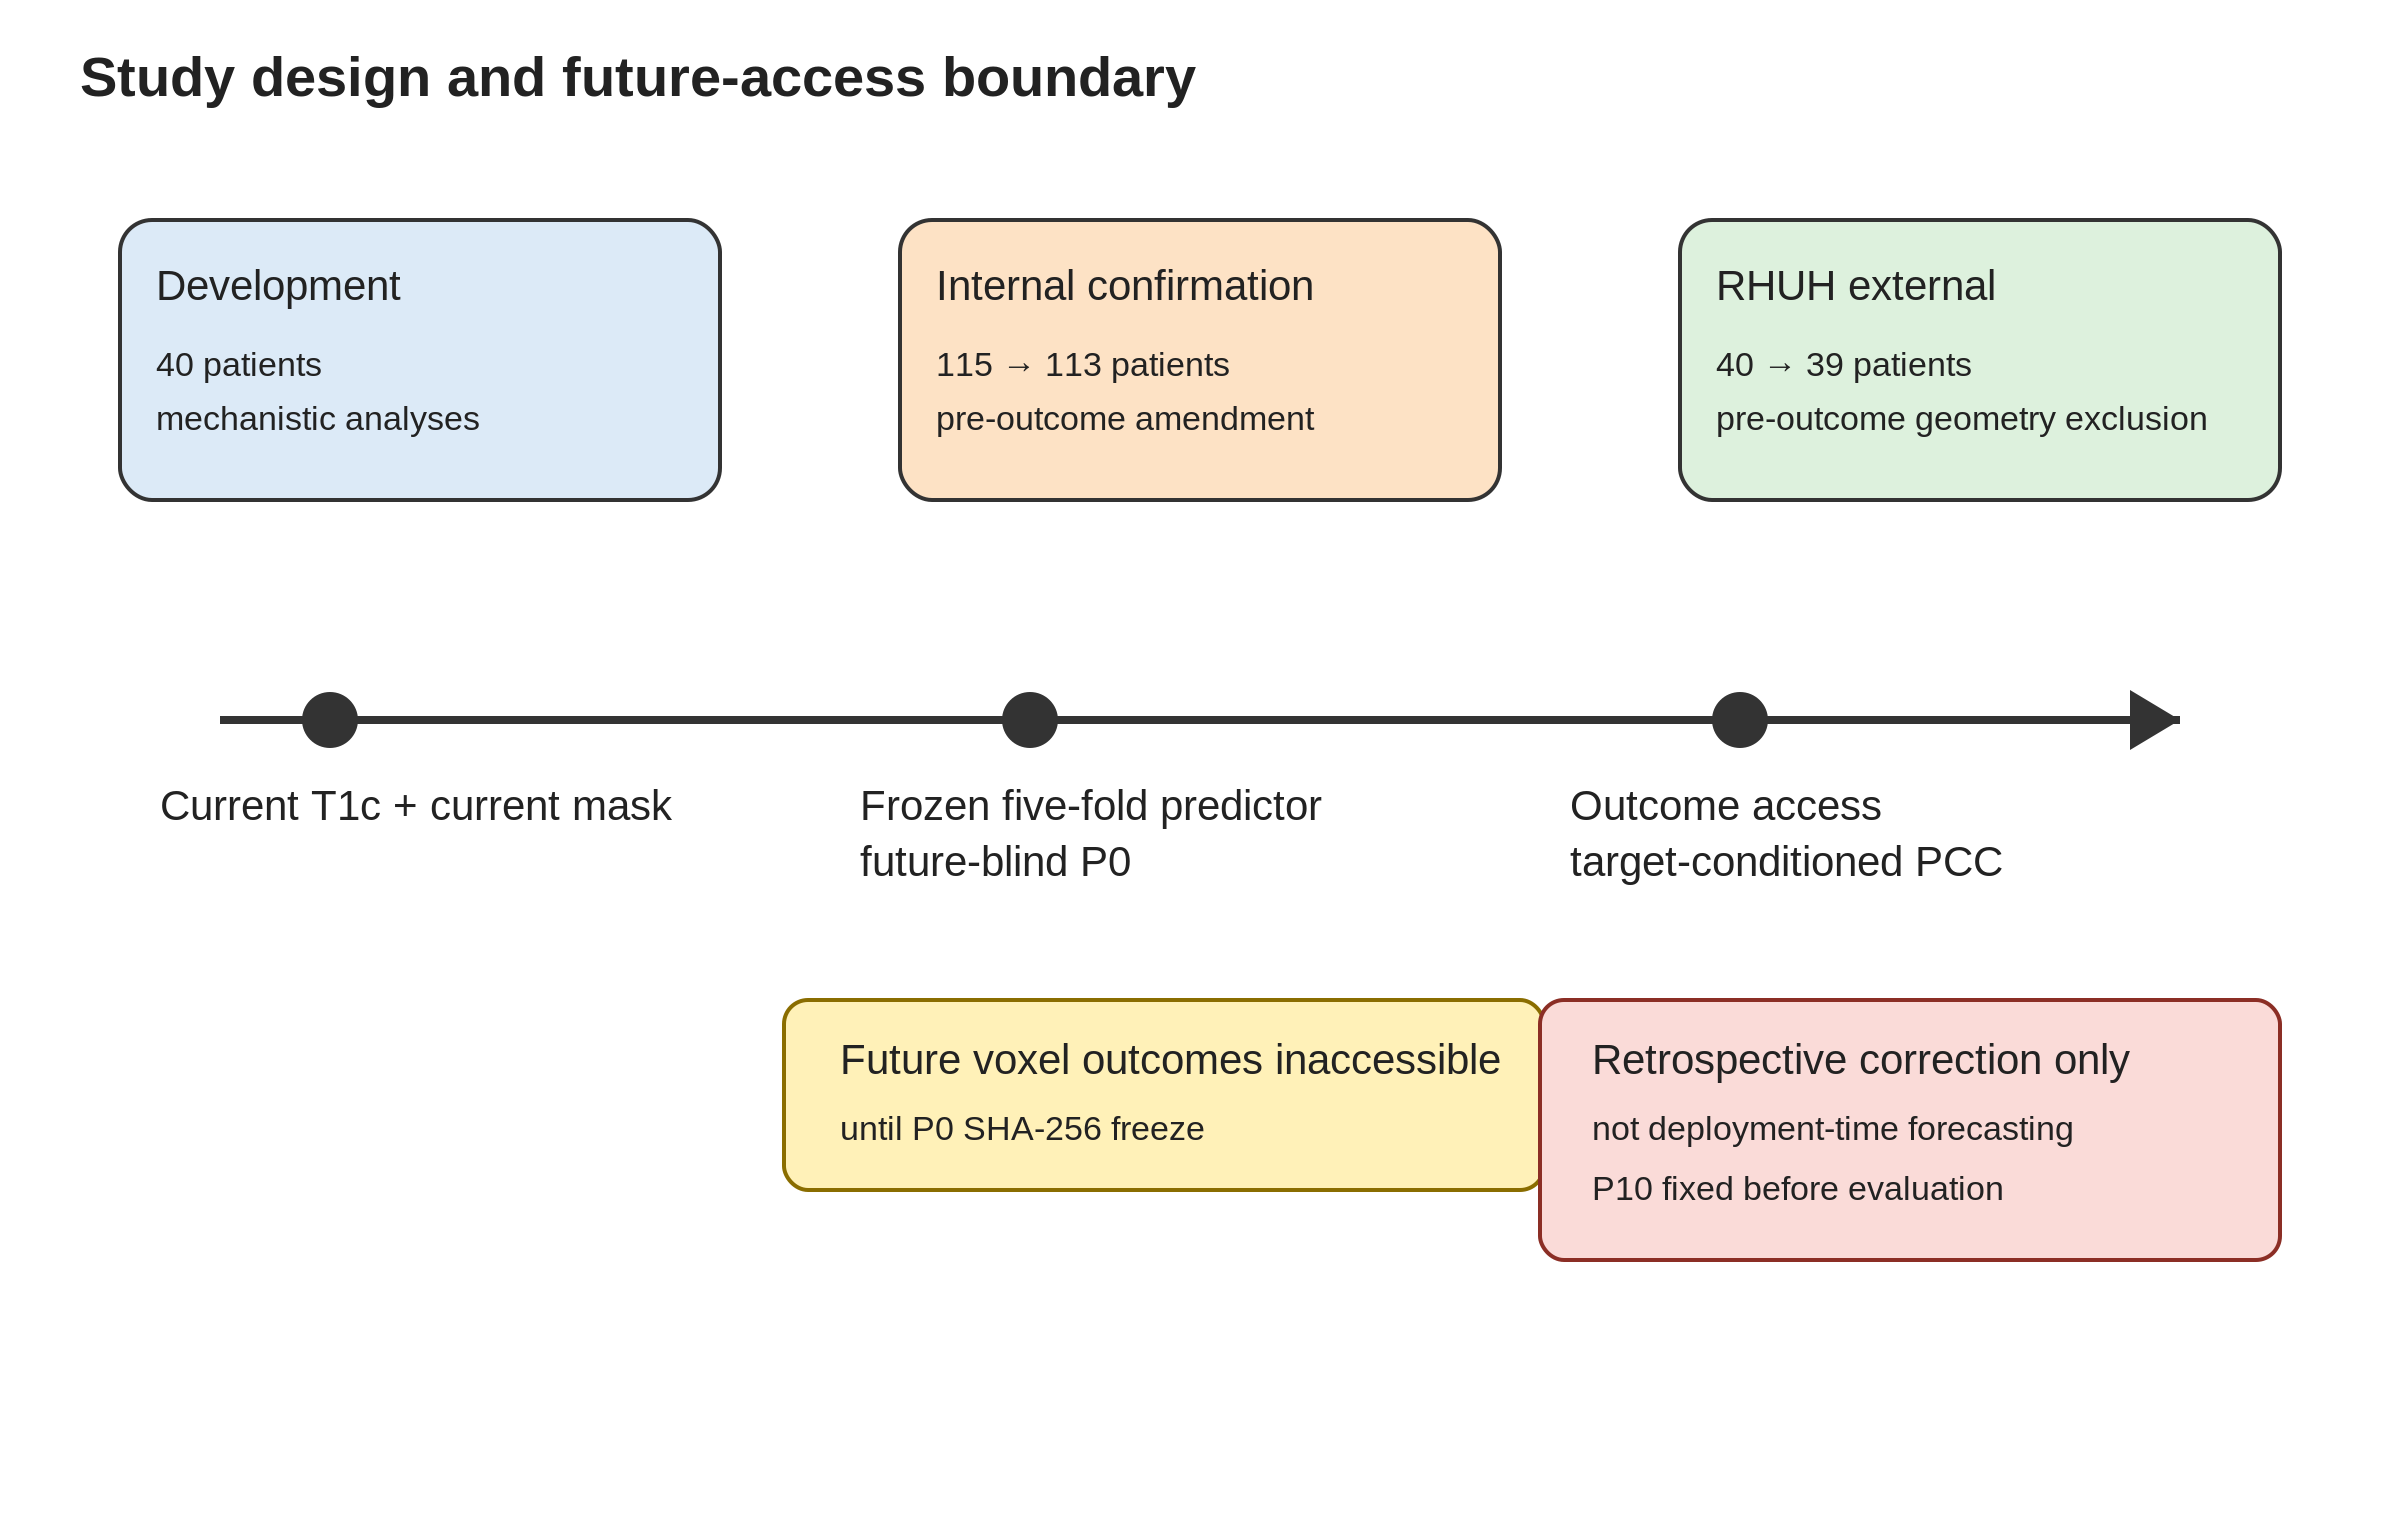 Study design and future-access boundary
Development
40 patients
mechanistic analyses
Internal confirmation
115 → 113 patients
pre-outcome amendment
RHUH external
40 → 39 patients
pre-outcome geometry exclusion
Current T1c + current mask
Frozen five-fold predictor
future-blind P0
Outcome access
target-conditioned PCC
Future voxel outcomes inaccessible
until P0 SHA-256 freeze
Retrospective correction only
not deployment-time forecasting
P10 fixed before evaluation